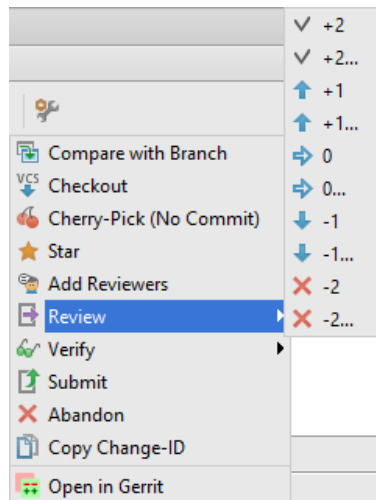 Compare with Branch
VCS
Checkout
Cherry-Pick (No Commit)
Star
Add Reviewers
Review
Verify
Submit
Abandon
Copy Change-ID
Open in Gerrit
+2
+2...
+1
+1...
0
0...
-1
-1...
-2
-2...